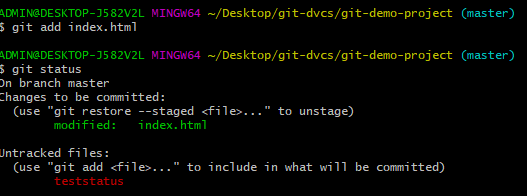 ADMIN@DESKTOP-J582V2L MINGW64 ~/Desktop/git-dvcs/git-demo-project (master)
$ git add index.html
ADMIN@DESKTOP-J582V2L MINGW64 ~/Desktop/git-dvcs/git-demo-project (master)
$ git status
On branch master
Changes to be committed:
  (use "git restore --staged <file>..." to unstage)
        modified:   index.html
Untracked files:
  (use "git add <file>..." to include in what will be committed)
        teststatus